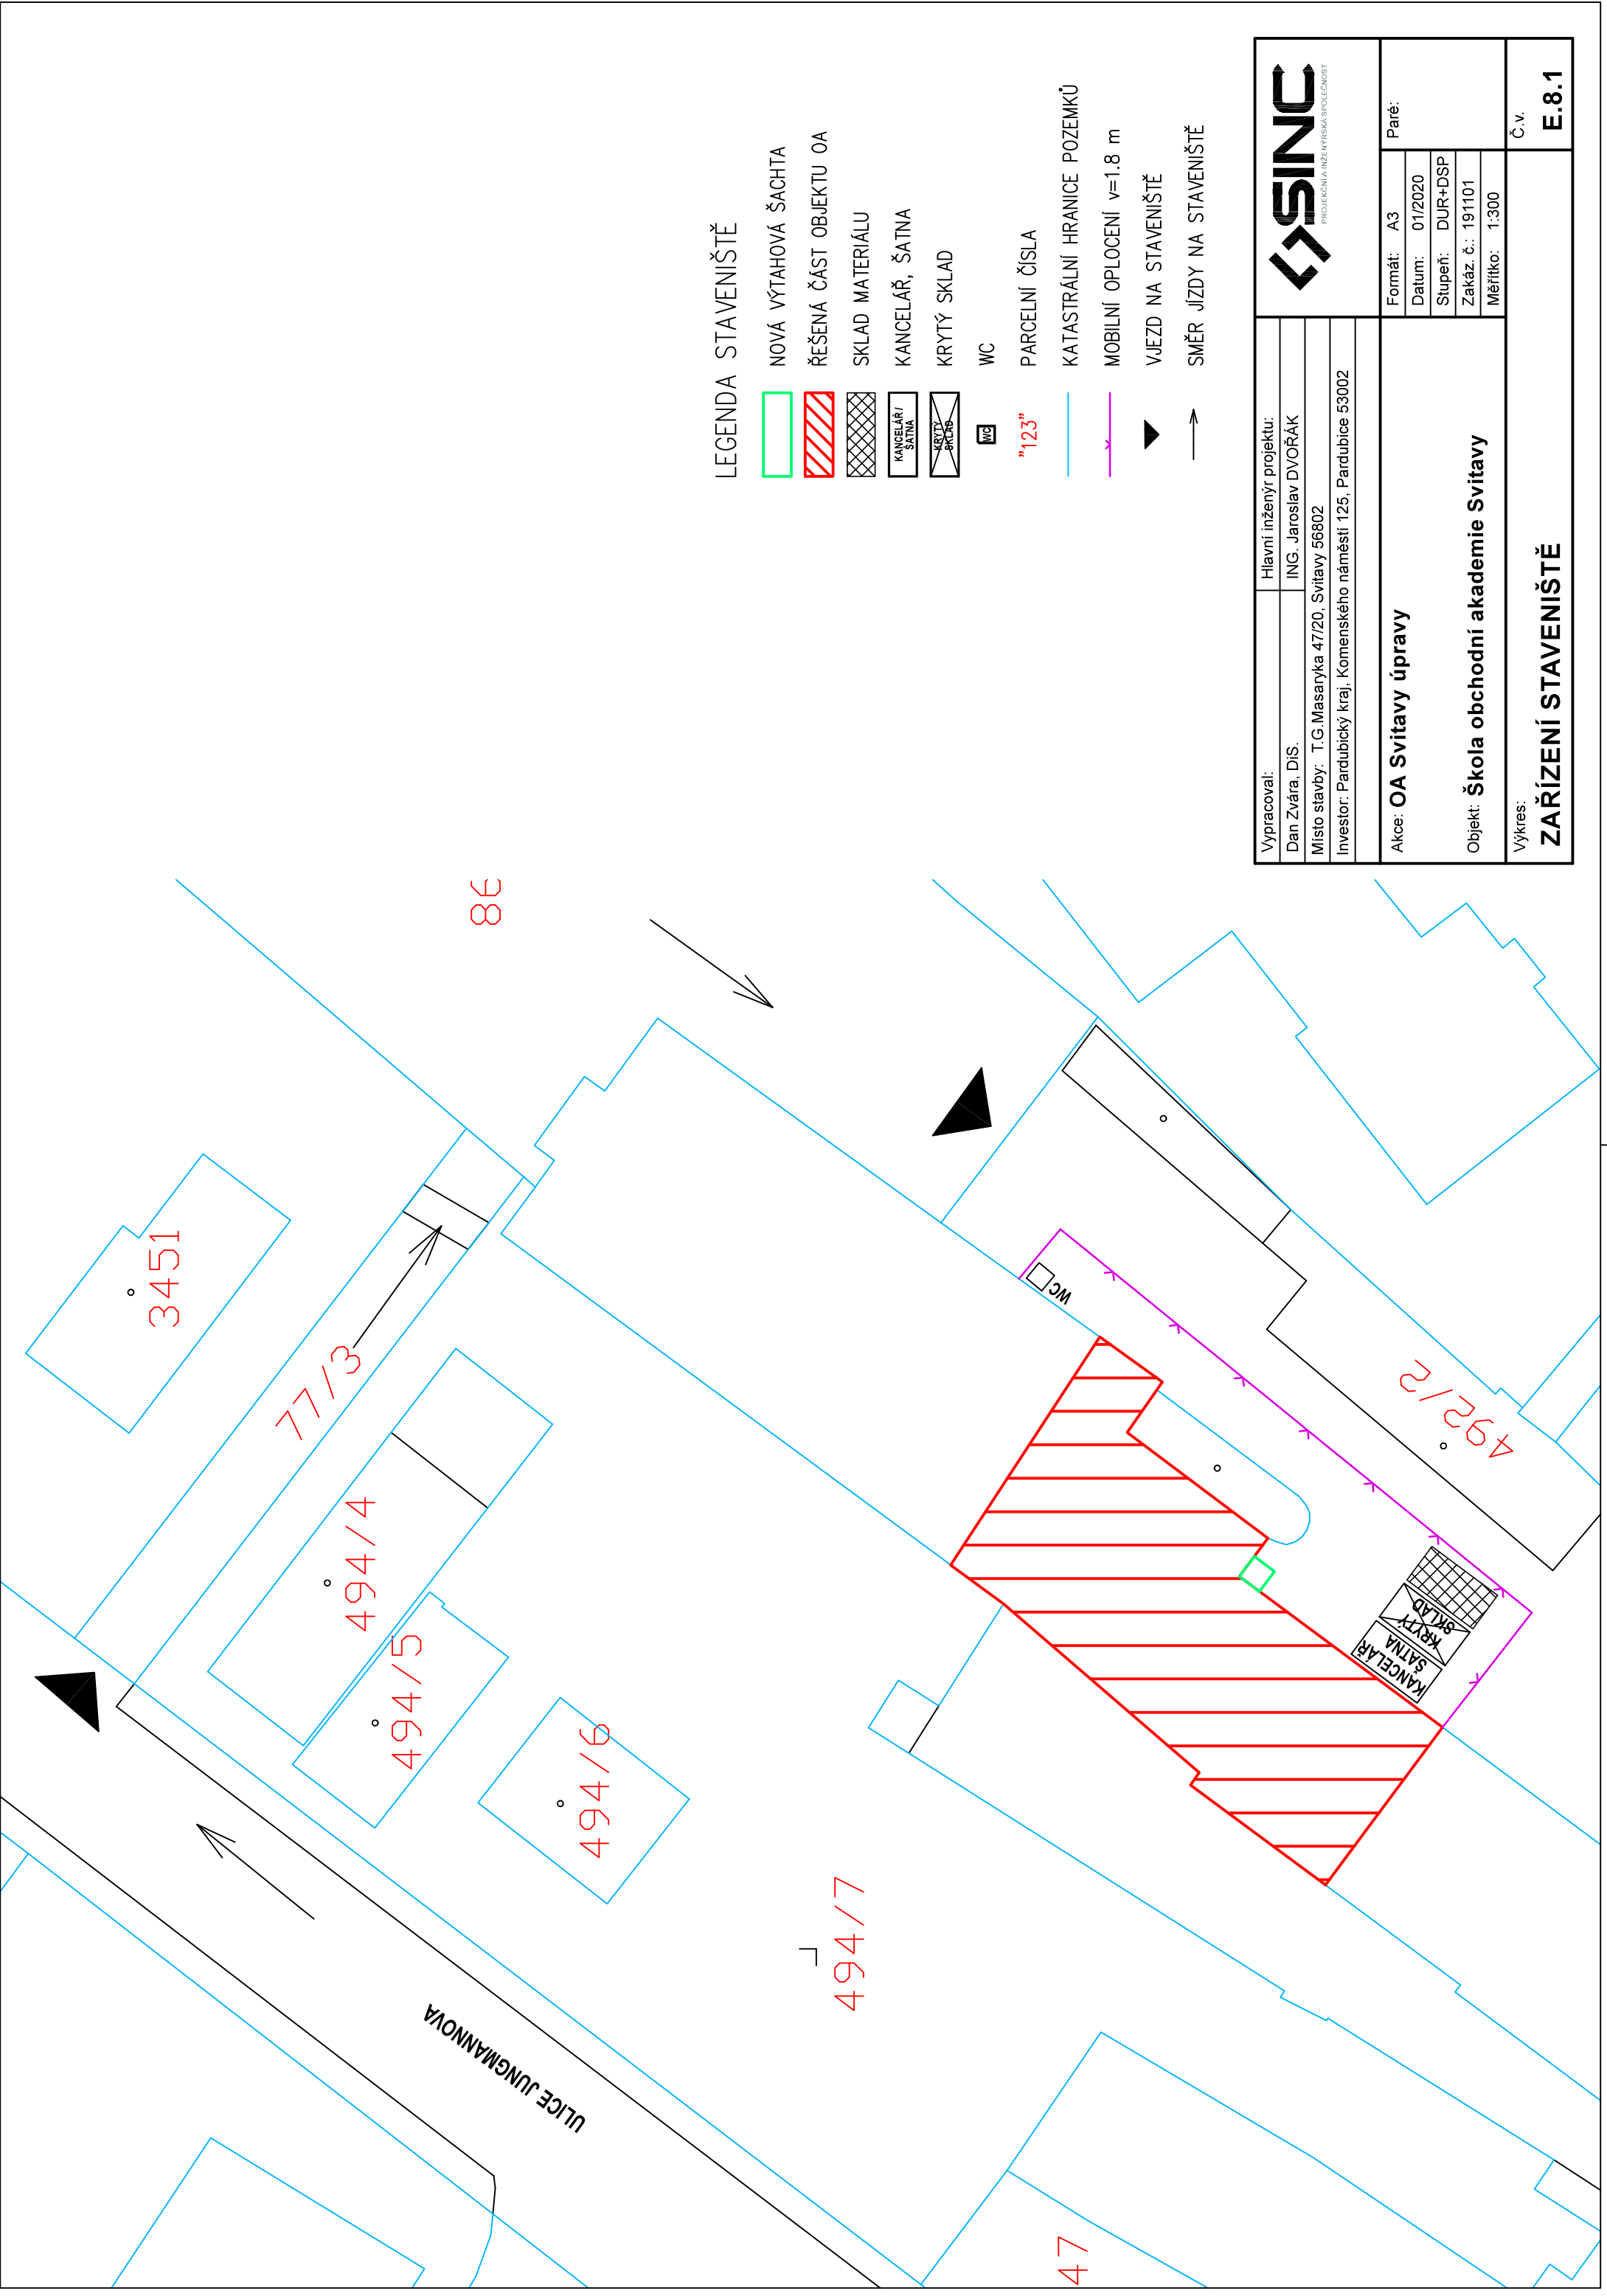 LEGENDA STAVENIŠTĚ
NOVÁ VÝTAHOVÁ ŠACHTA
ŘEŠENÁ ČÁST OBJEKTU OA
SKLAD MATERIÁLU
KANCELÁŘ /
ŠATNA
KANCELÁŘ, ŠATNA
KRYTÝ
SKLAD
KRYTÝ SKLAD
WC
WC
"123"
PARCELNÍ ČÍSLA
KATASTRÁLNÍ HRANICE POZEMKŮ
MOBILNÍ OPLOCENÍ v=1.8 m
VJEZD NA STAVENIŠTĚ
SMĚR JÍZDY NA STAVENIŠTĚ
3451
77/3
494/4
494/5
494/6
494/7
86
492/2
47
ULICE JUNGMANNOVA
WC
KANCELÁŘ
ŠATNA
KRYTÝ
SKLAD
Vypracoval:
Hlavní inženýr projektu:
Dan Zvára, DiS.
ING. Jaroslav DVOŘÁK
Místo stavby: T.G.Masaryka 47/20, Svitavy 56802
Investor: Pardubický kraj, Komenského náměstí 125, Pardubice 53002
SINC
PROJEKČNÍ A INŽENÝRSKÁ SPOLEČNOST
Akce: OA Svitavy úpravy
Objekt: Škola obchodní akademie Svitavy
Formát: A3
Datum: 01/2020
Stupeň: DUR+DSP
Zakáz. č.: 191101
Měřítko: 1:300
Paré:
Výkres:
ZAŘÍZENÍ STAVENIŠTĚ
Č.v.
E.8.1